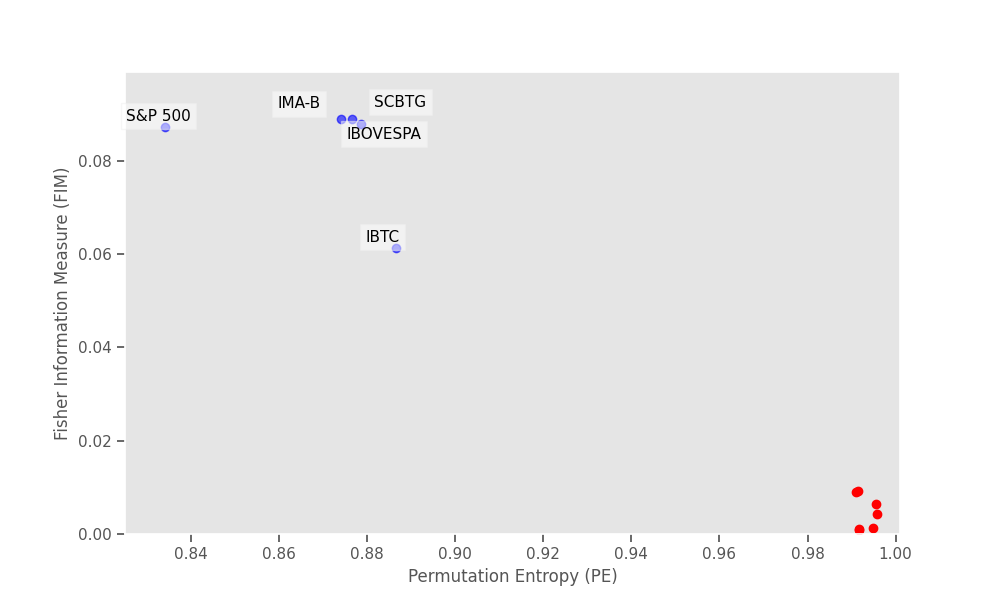 IMA-B
SCBTG
S&P 500
IBOVESPA
IBTC
0.08
0.06
0.04
0.02
0.00
Fisher Information Measure (FIM)
0.84 0.86 0.88 0.90 0.92 0.94 0.96 0.98 1.00
Permutation Entropy (PE)